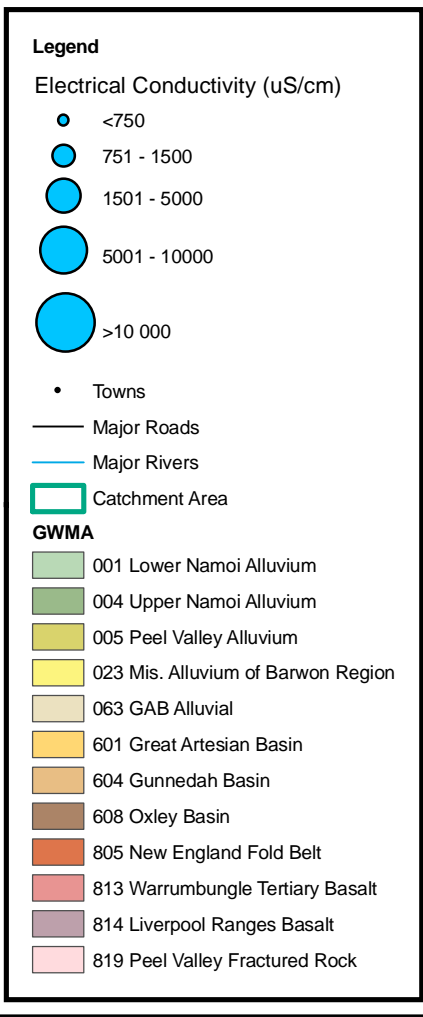 Legend
Electrical Conductivity (uS/cm)
<750
751 - 1500
1501 - 5000
5001 - 10000
>10 000
Towns
Major Roads
Major Rivers
Catchment Area
GWMA
001 Lower Namoi Alluvium
004 Upper Namoi Alluvium
005 Peel Valley Alluvium
023 Mis. Alluvium of Barwon Region
063 GAB Alluvial
601 Great Artesian Basin
604 Gunnedah Basin
608 Oxley Basin
805 New England Fold Belt
813 Warrumbungle Tertiary Basalt
814 Liverpool Ranges Basalt
819 Peel Valley Fractured Rock